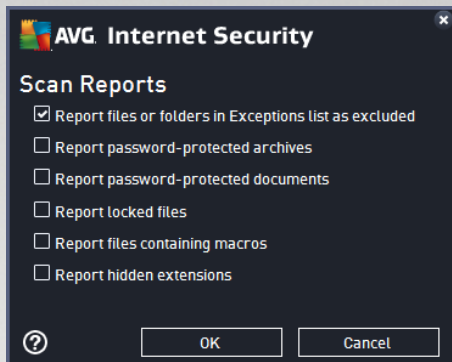 AVG. Internet Security
Scan Reports
Report files or folders in Exceptions list as excluded
Report password-protected archives
Report password-protected documents
Report locked files
Report files containing macros
Report hidden extensions
?
OK
Cancel